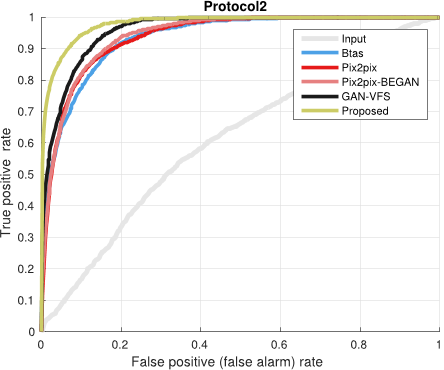 Protocol2
True positive rate
1
0.9
0.8
0.7
0.6
0.5
0.4
0.3
0.2
0.1
0
Input
Btas
Pix2pix
Pix2pix-BEGAN
GAN-VFS
Proposed
0 0.2 0.4 0.6 0.8 1
False positive (false alarm) rate